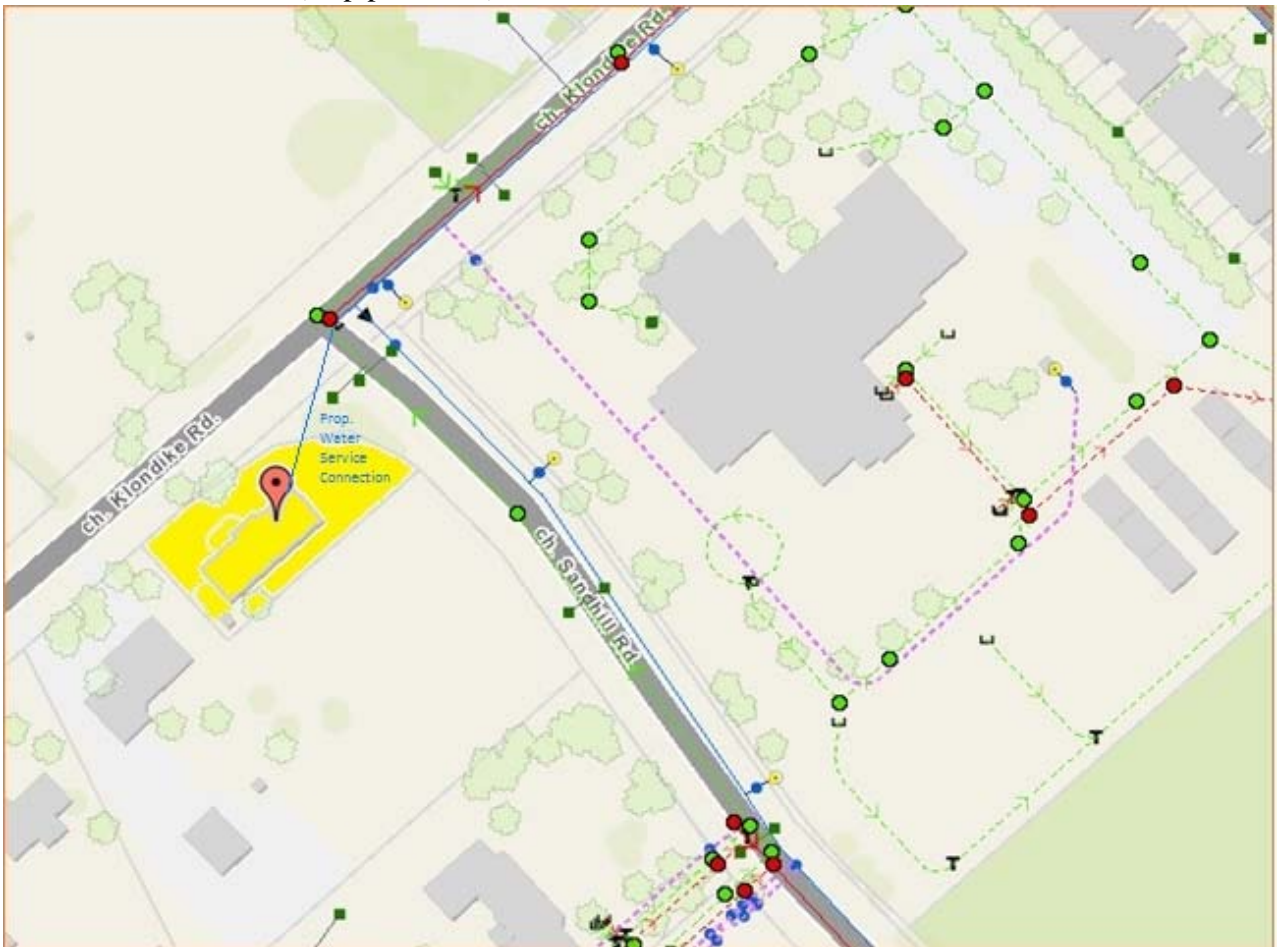 ch. Klondike Rd.
Prop.
Water
Service
Connection
ch. Klondike Rd.
ch. Sandhill Rd